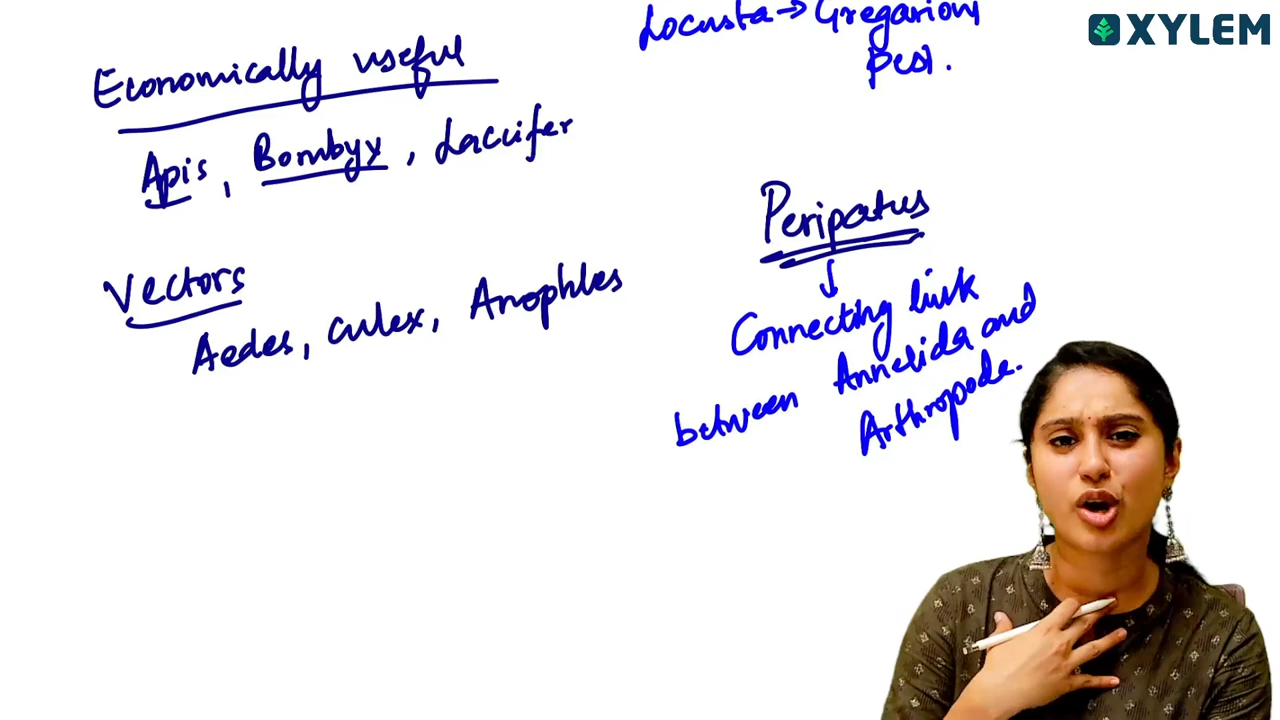 Economically useful
Apis, Bombyx, Laccifer
Vectors
Aedes, culex, Anophles
Locusta → Gregarious
Pest.
Peripatus
↓
Connecting link
between Annelida and
Arthropoda.
XYLEM